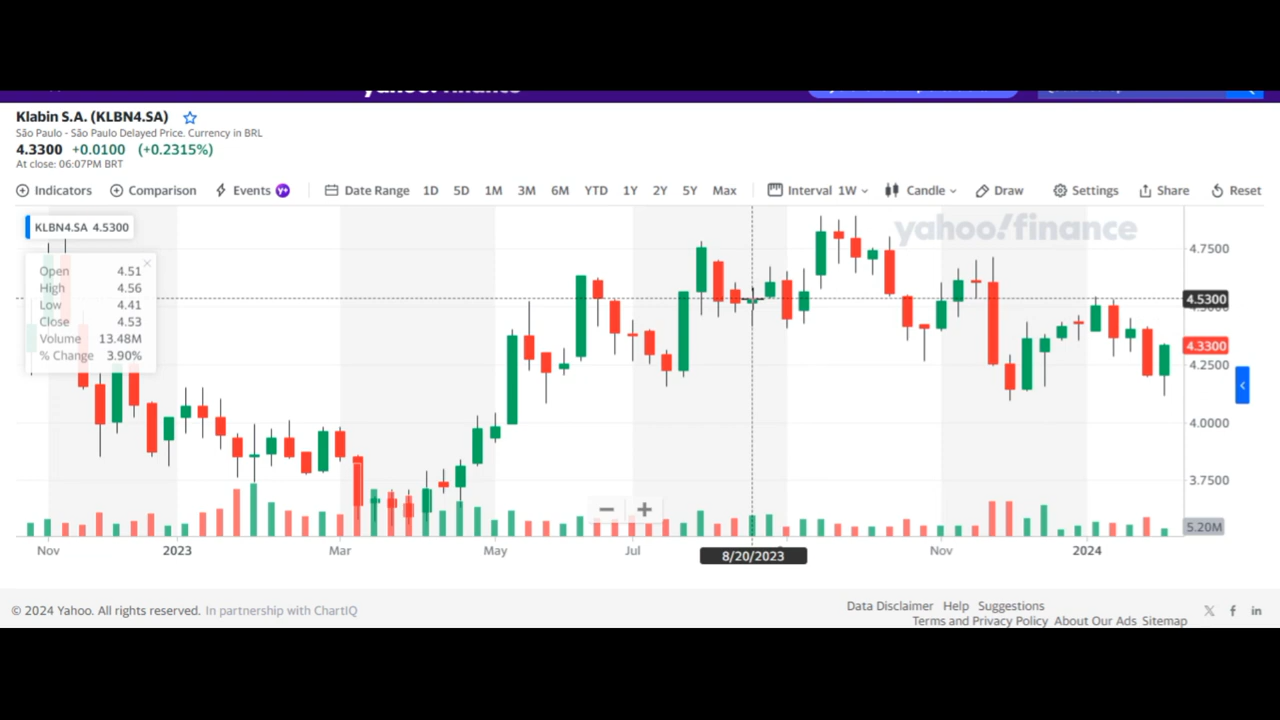 Klabin S.A. (KLBN4.SA)
São Paulo - São Paulo Delayed Price. Currency in BRL
4.3300 +0.0100 (+0.2315%)
At close: 06:07PM BRT
Indicators Comparison Events Y+ Date Range 1D 5D 1M 3M 6M YTD 1Y 2Y 5Y Max Interval 1W Candle Draw Settings Share Reset
KLBN4.SA 4.5300
yahoo!finance
Open 4.51
High 4.56
Low 4.41
Close 4.53
Volume 13.48M
% Change 3.90%
4.7500
4.5300
4.3300
4.2500
4.0000
3.7500
5.20M
Nov 2023 Mar May Jul 8/20/2023 Nov 2024
© 2024 Yahoo. All rights reserved. In partnership with ChartIQ
Data Disclaimer Help Suggestions
Terms and Privacy Policy About Our Ads Sitemap